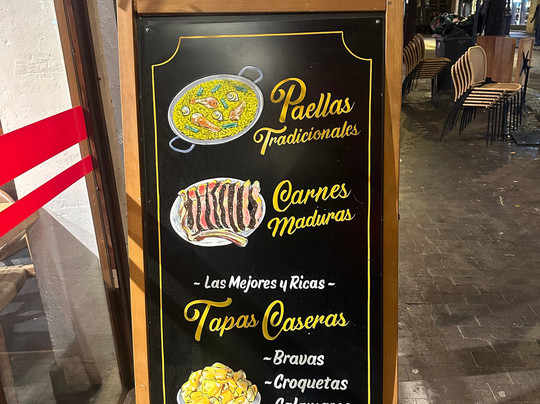 Paellas
Tradicionales
Carnes
Maduras
~ Las Mejores y Ricas ~
Tapas Caseras
~Bravas
~Croquetas